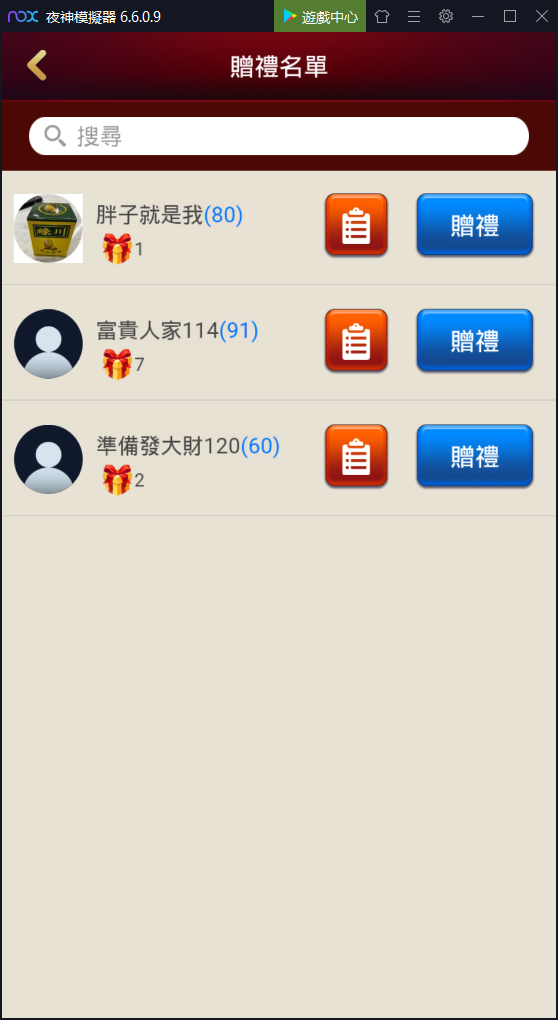 nox 夜神模擬器 6.6.0.9 遊戲中心
贈禮名單
搜尋
綠川
胖子就是我(80)
1
贈禮
富貴人家114(91)
7
贈禮
準備發大財120(60)
2
贈禮